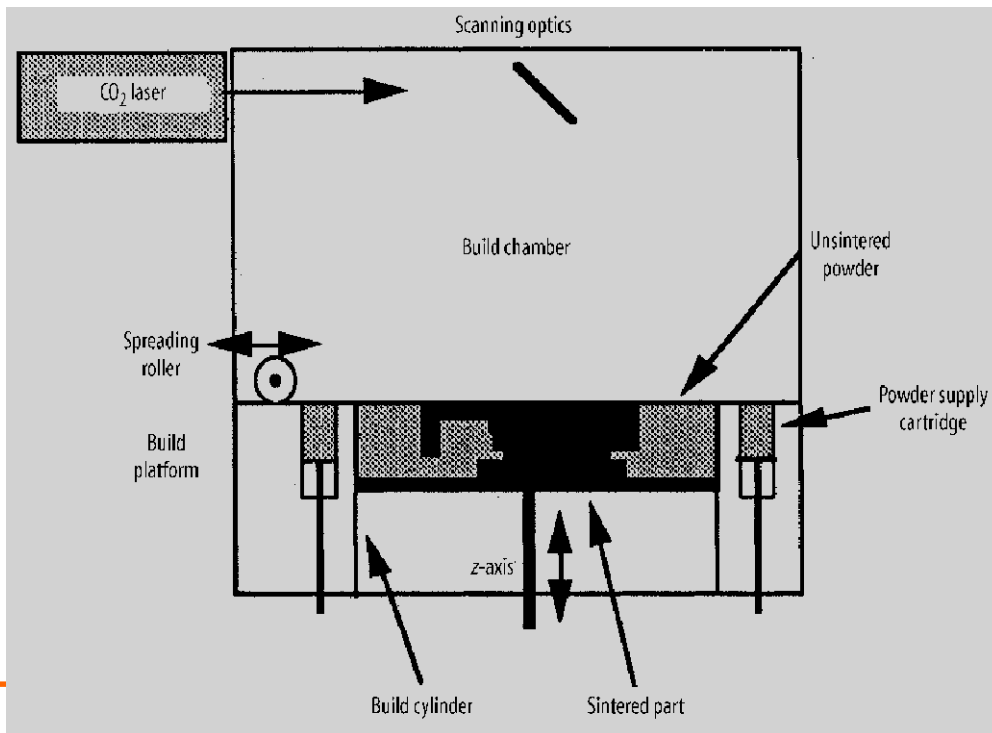 Scanning optics
CO₂ laser
Build chamber
Unsintered
powder
Spreading
roller
Powder supply
cartridge
Build
platform
z-axis
Build cylinder
Sintered part